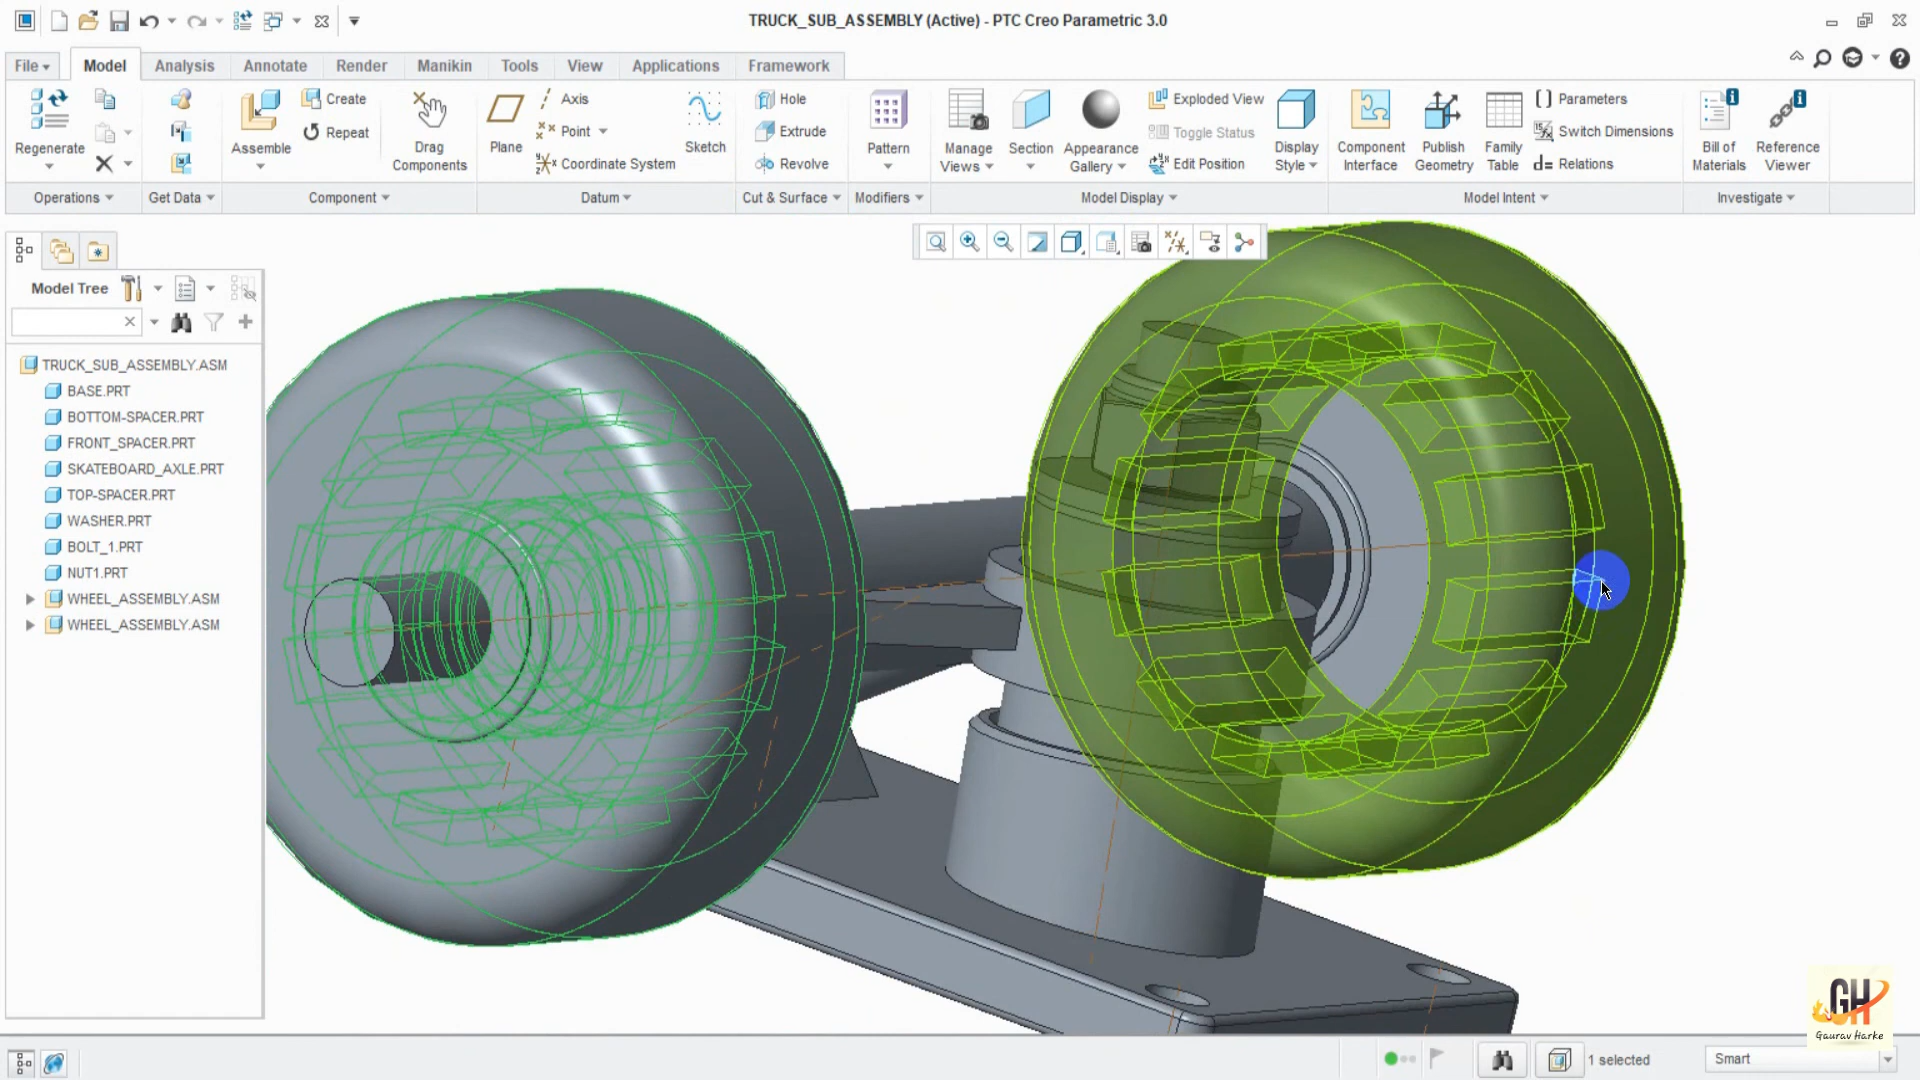 TRUCK_SUB_ASSEMBLY (Active) - PTC Creo Parametric 3.0
File Model Analysis Annotate Render Manikin Tools View Applications Framework
Regenerate
Operations
Get Data
Assemble
Create
Repeat
Drag
Components
Component
Plane
Axis
Point
Coordinate System
Sketch
Datum
Hole
Extrude
Revolve
Cut & Surface
Pattern
Modifiers
Manage
Views
Section
Appearance
Gallery
Exploded View
Toggle Status
Edit Position
Display
Style
Model Display
Component
Interface
Publish
Geometry
Family
Table
Parameters
Switch Dimensions
d= Relations
Model Intent
Bill of
Materials
Reference
Viewer
Investigate
Model Tree
TRUCK_SUB_ASSEMBLY.ASM
BASE.PRT
BOTTOM-SPACER.PRT
FRONT_SPACER.PRT
SKATEBOARD_AXLE.PRT
TOP-SPACER.PRT
WASHER.PRT
BOLT_1.PRT
NUT1.PRT
WHEEL_ASSEMBLY.ASM
WHEEL_ASSEMBLY.ASM
GH
Gaurav Harke
1 selected
Smart